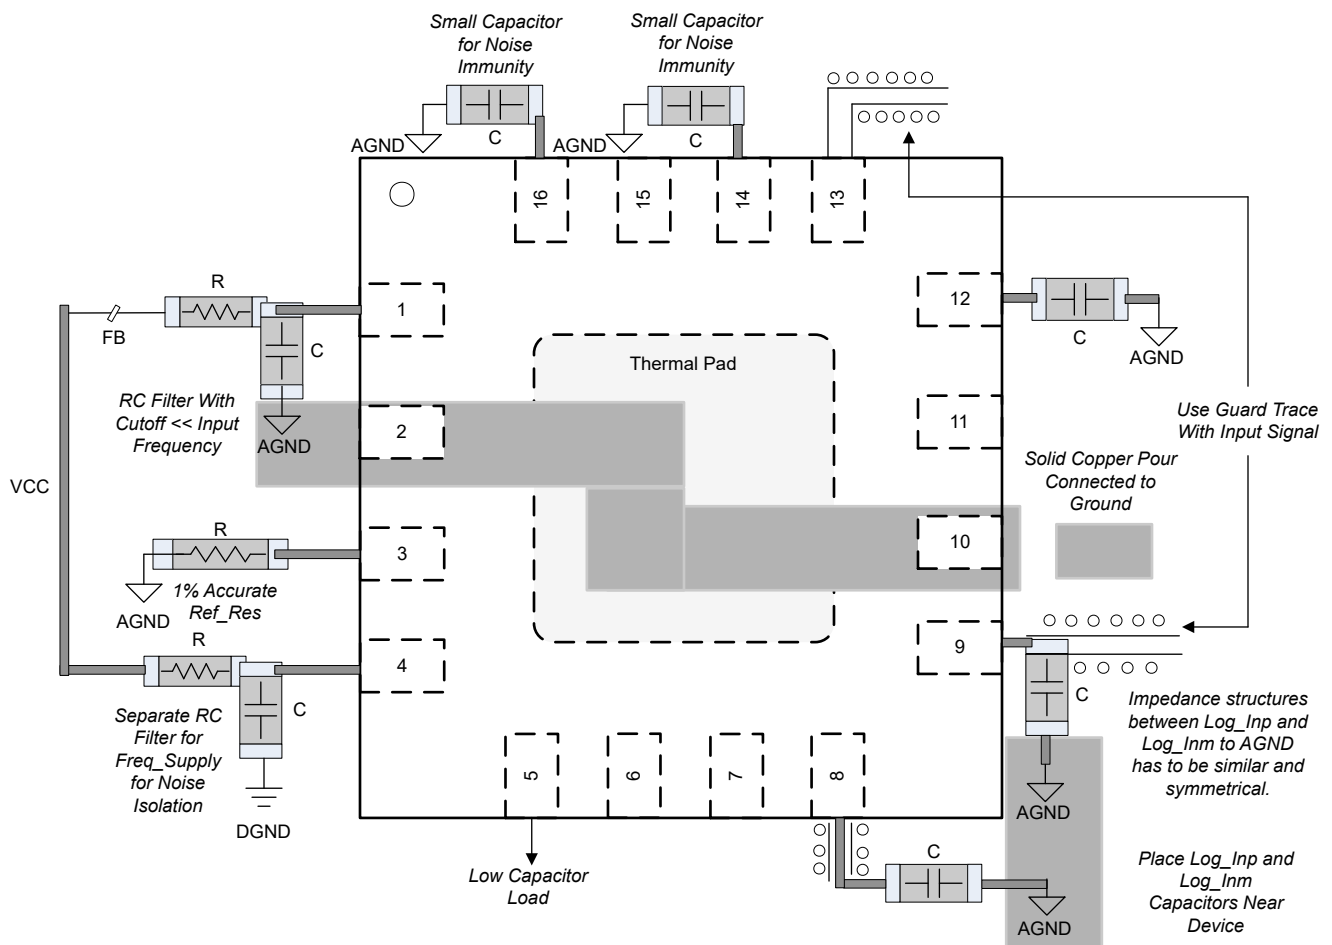 Small Capacitor
for Noise
Immunity
Small Capacitor
for Noise
Immunity
C
C
AGND
AGND
16
15
14
13
R
1
12
FB
C
C
AGND
Thermal Pad
RC Filter With
Cutoff << Input
Frequency
AGND
2
11
Use Guard Trace
With Input Signal
Solid Copper Pour
Connected to
Ground
VCC
R
3
10
1% Accurate
Ref_Res
AGND
R
4
9
C
C
Separate RC
Filter for
Freq_Supply
for Noise
Isolation
Impedance structures
between Log_Inp and
Log_Inm to AGND
has to be similar and
symmetrical.
5
6
7
8
AGND
DGND
Low Capacitor
Load
C
AGND
Place Log_Inp and
Log_Inm
Capacitors Near
Device